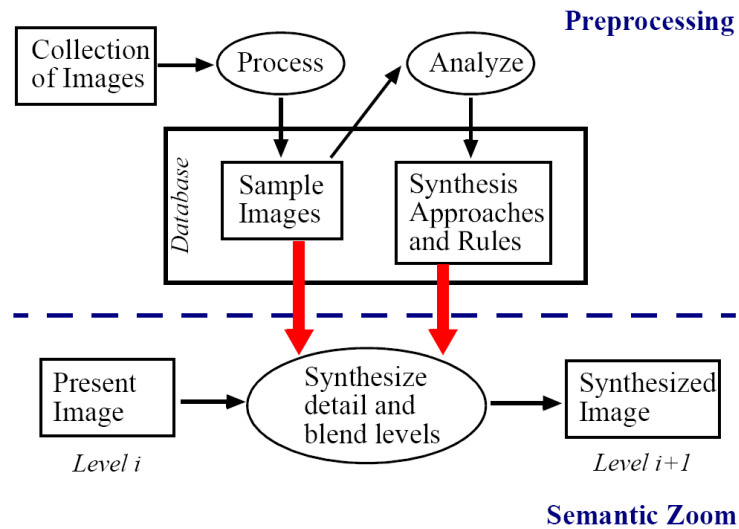 Preprocessing
Collection
of Images
Process
Analyze
Database
Sample
Images
Synthesis
Approaches
and Rules
Present
Image
Level i
Synthesize
detail and
blend levels
Synthesized
Image
Level i+1
Semantic Zoom